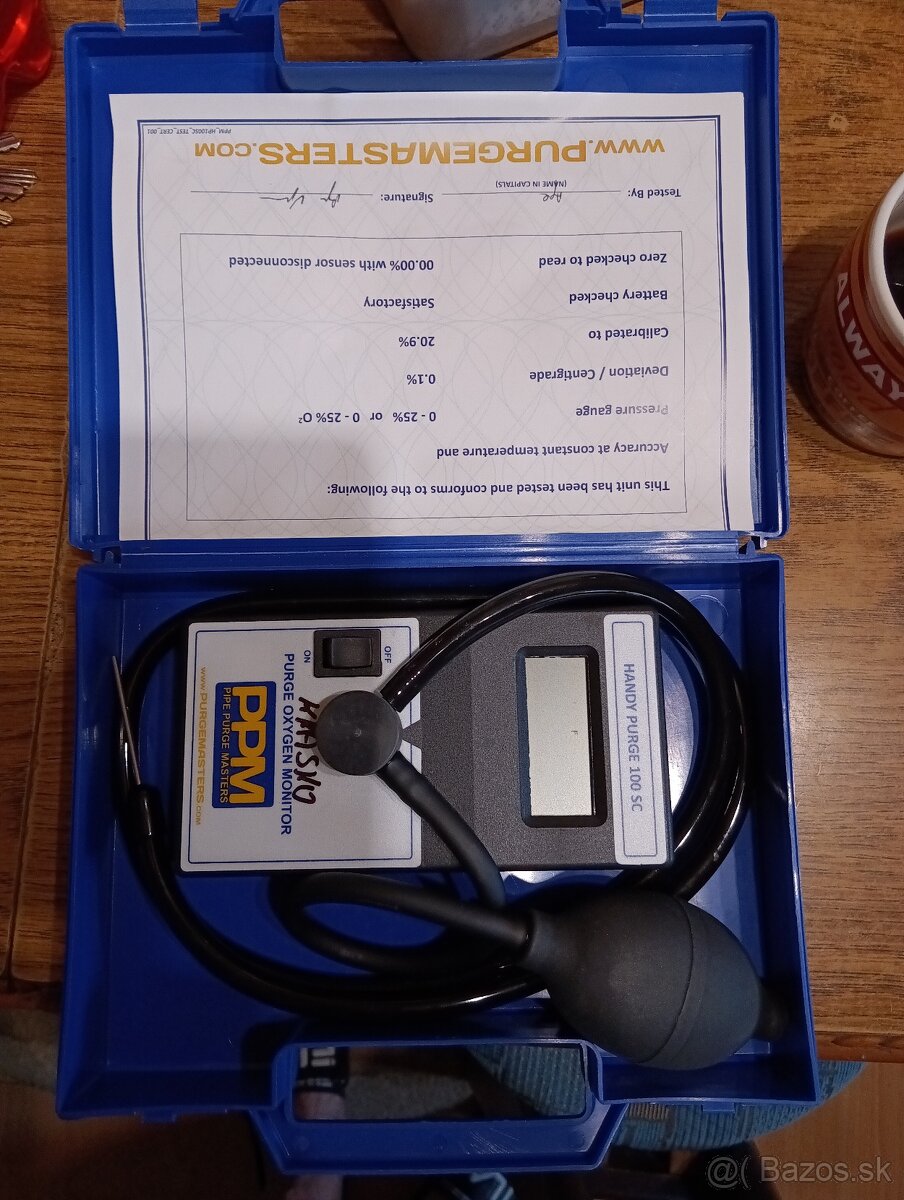 This unit has been tested and conforms to the following:
Accuracy at constant temperature and
Pressure gauge 0 - 25% or 0 - 25% O²
Deviation / Centigrade 0.1%
Calibrated to 20.9%
Battery checked Satisfactory
Zero checked to read 00.00% with sensor disconnected
Tested By: Signature:
(NAME IN CAPITALS)
WWW.PURGEMASTERS.COM
PPM_HP100SC_TEST_CERT_001
HANDY PURGE 100 SC
OFF
ON
PURGE OXYGEN MONITOR
PPM
PIPE PURGE MASTERS
WWW.PURGEMASTERS.COM
ALWAY
@( Bazos.sk